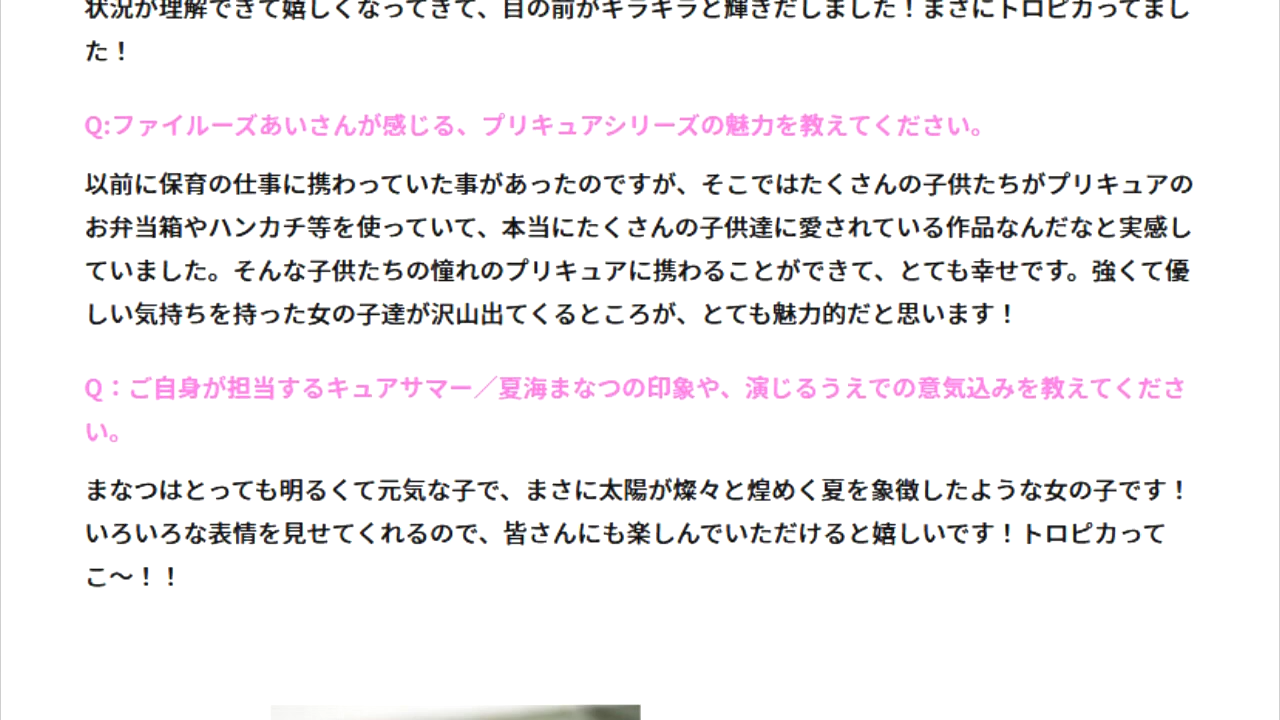 状況が理解できて嬉しくなってきて、目の前がキラキラと輝きだしました！まさにトロピカってまし
た！
Q:ファイルーズあいさんが感じる、プリキュアシリーズの魅力を教えてください。
以前に保育の仕事に携わっていた事があったのですが、そこではたくさんの子供たちがプリキュアの
お弁当箱やハンカチ等を使っていて、本当にたくさんの子供達に愛されている作品なんだなと実感し
ていました。そんな子供たちの憧れのプリキュアに携わることができて、とても幸せです。強くて優
しい気持ちを持った女の子達が沢山出てくるところが、とても魅力的だと思います！
Q：ご自身が担当するキュアサマー／夏海まなつの印象や、演じるうえでの意気込みを教えてくださ
い。
まなつはとっても明るくて元気な子で、まさに太陽が燦々と煌めく夏を象徴したような女の子です！
いろいろな表情を見せてくれるので、皆さんにも楽しんでいただけると嬉しいです！トロピカって
こ〜！！